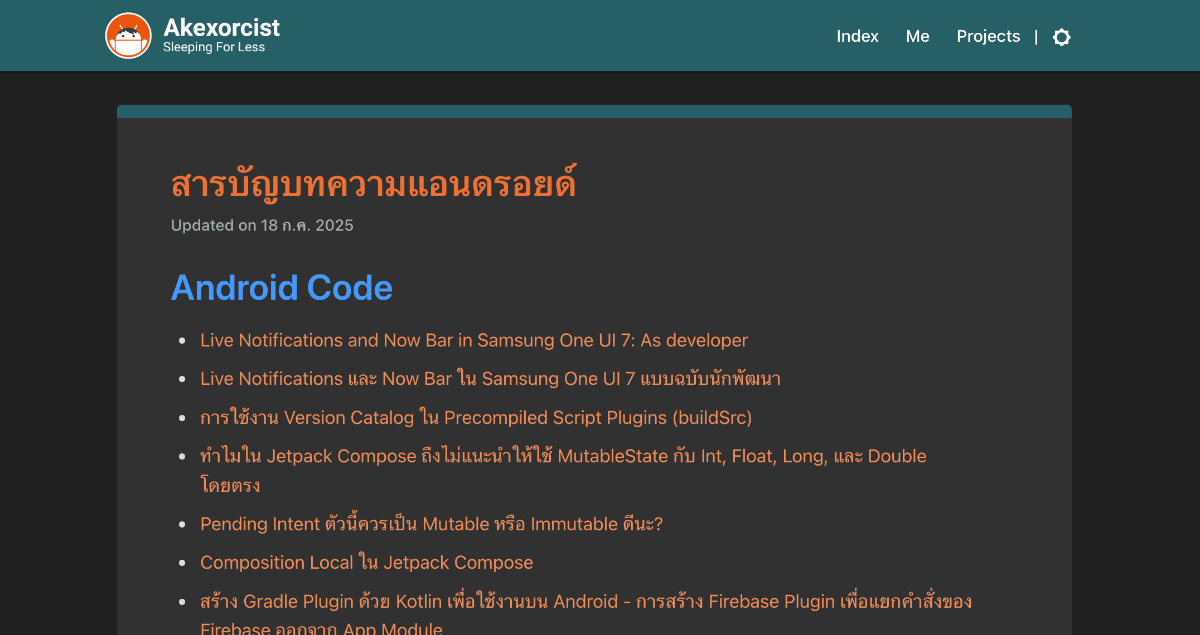 Akexorcist
Sleeping For Less
Index Me Projects |
สารบัญบทความแอนดรอยด์
Updated on 18 ก.ค. 2025
Android Code
Live Notifications and Now Bar in Samsung One UI 7: As developer
Live Notifications และ Now Bar ใน Samsung One UI 7 แบบฉบับนักพัฒนา
การใช้งาน Version Catalog ใน Precompiled Script Plugins (buildSrc)
ทำไมใน Jetpack Compose ถึงไม่แนะนำให้ใช้ MutableState กับ Int, Float, Long, และ Double
โดยตรง
Pending Intent ตัวนี้ควรเป็น Mutable หรือ Immutable ดีนะ?
Composition Local ใน Jetpack Compose
สร้าง Gradle Plugin ด้วย Kotlin เพื่อใช้งานบน Android - การสร้าง Firebase Plugin เพื่อแยกคำสั่งของ
Firebase ออกจาก App Module